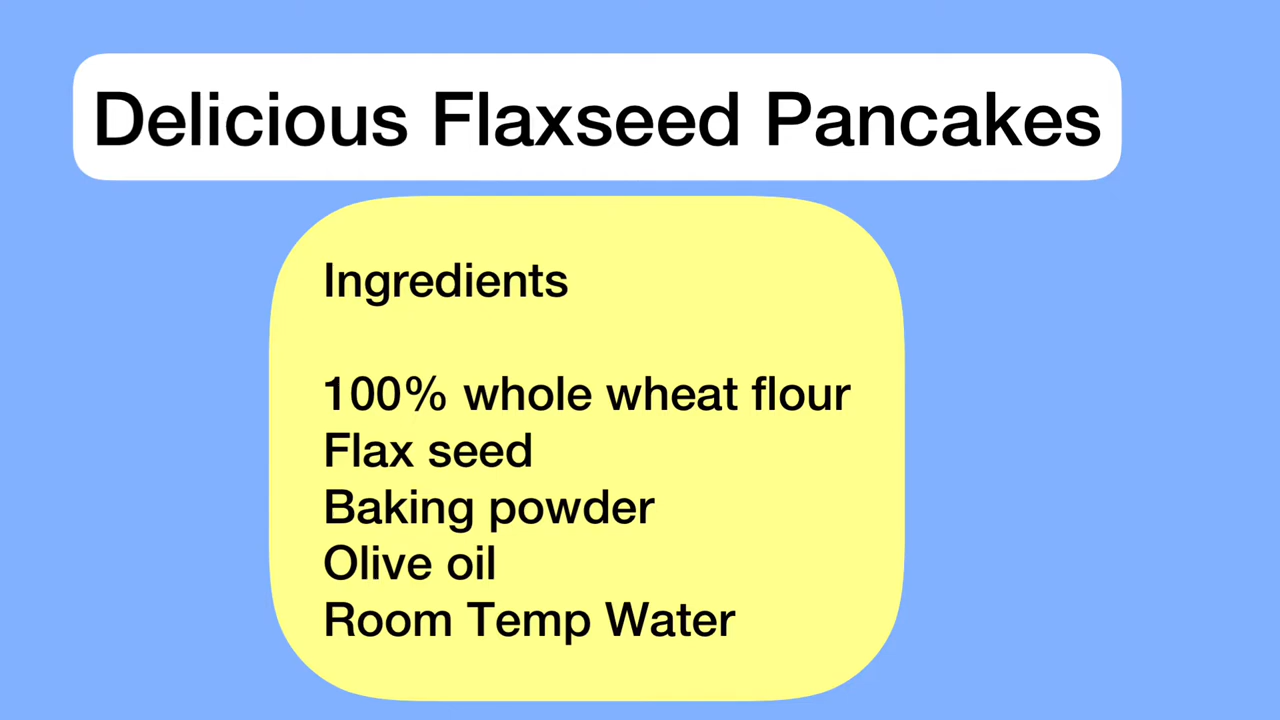 Delicious Flaxseed Pancakes
Ingredients
100% whole wheat flour
Flax seed
Baking powder
Olive oil
Room Temp Water